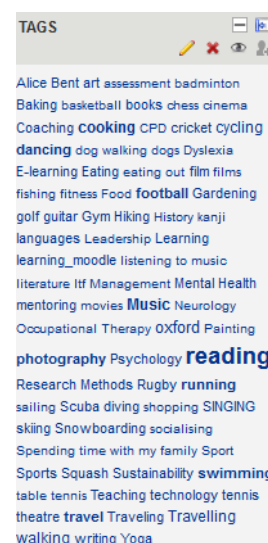 TAGS
Alice Bent art assessment badminton
Baking basketball books chess cinema
Coaching cooking CPD cricket cycling
dancing dog walking dogs Dyslexia
E-learning Eating eating out film films
fishing fitness Food football Gardening
golf guitar Gym Hiking History kanji
languages Leadership Learning
learning_moodle listening to music
literature ltf Management Mental Health
mentoring movies Music Neurology
Occupational Therapy oxford Painting
photography Psychology reading
Research Methods Rugby running
sailing Scuba diving shopping SINGING
skiing Snowboarding socialising
Spending time with my family Sport
Sports Squash Sustainability swimming
table tennis Teaching technology tennis
theatre travel Traveling Travelling
walking writing Yoga